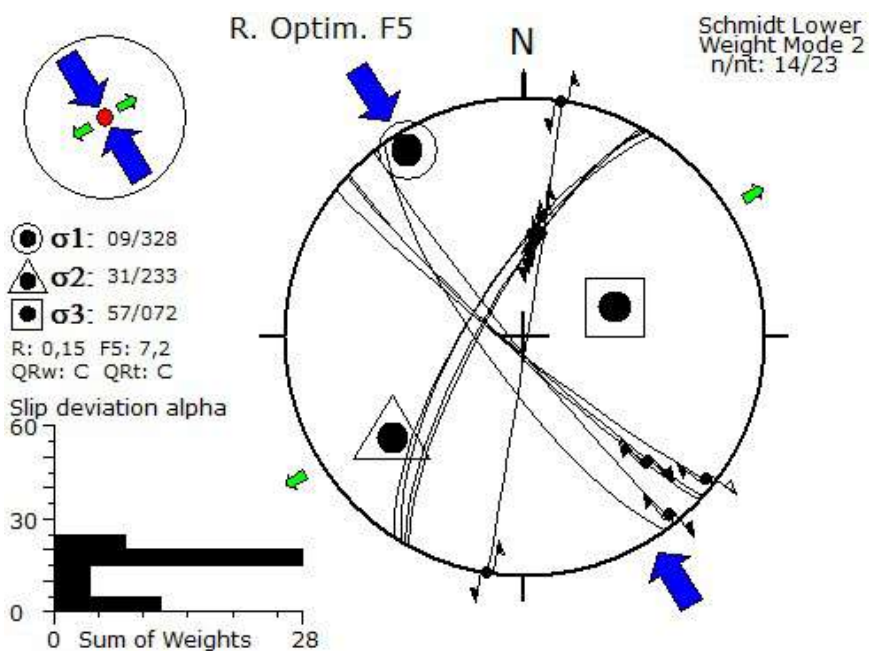 R. Optim. F5
Schmidt Lower
Weight Mode 2
n/nt: 14/23
N
σ1: 09/328
σ2: 31/233
σ3: 57/072
R: 0,15 F5: 7,2
QRw: C QRt: C
Slip deviation alpha
60
30
0
0 Sum of Weights 28